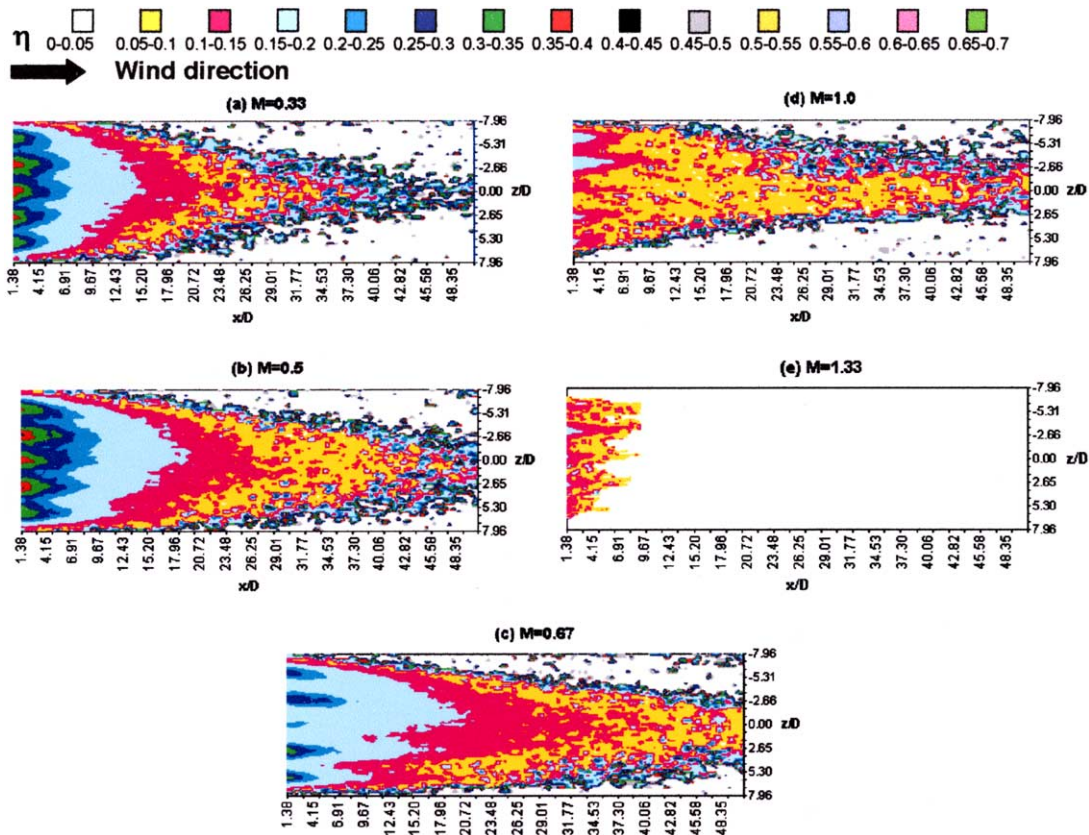 η 0-0.05 0.05-0.1 0.1-0.15 0.15-0.2 0.2-0.25 0.25-0.3 0.3-0.35 0.35-0.4 0.4-0.45 0.45-0.5 0.5-0.55 0.55-0.6 0.6-0.65 0.65-0.7
Wind direction
(a) M=0.33
-7.96
-5.31
-2.66
0.00 z/D
2.65
5.30
7.96
1.38 4.15 6.91 9.67 12.43 15.20 17.96 20.72 23.48 26.25 29.01 31.77 34.53 37.30 40.06 42.82 45.58 48.35
x/D
(d) M=1.0
-7.96
-5.31
-2.66
0.00 z/D
2.65
5.30
7.96
1.38 4.15 6.91 9.67 12.43 15.20 17.96 20.72 23.48 26.25 29.01 31.77 34.53 37.30 40.06 42.82 45.58 48.35
x/D
(b) M=0.5
-7.96
-5.31
-2.66
0.00 z/D
2.65
5.30
7.96
1.38 4.15 6.91 9.67 12.43 15.20 17.96 20.72 23.48 26.25 29.01 31.77 34.53 37.30 40.06 42.82 45.58 48.35
x/D
(e) M=1.33
-7.96
-5.31
-2.66
0.00 z/D
2.65
5.30
7.96
1.38 4.15 6.91 9.67 12.43 15.20 17.96 20.72 23.48 26.25 29.01 31.77 34.53 37.30 40.06 42.82 45.58 48.35
x/D
(c) M=0.67
-7.96
-5.31
-2.66
0.00 z/D
2.65
5.30
7.96
1.38 4.15 6.91 9.67 12.43 15.20 17.96 20.72 23.48 26.25 29.01 31.77 34.53 37.30 40.06 42.82 45.58 48.35
x/D